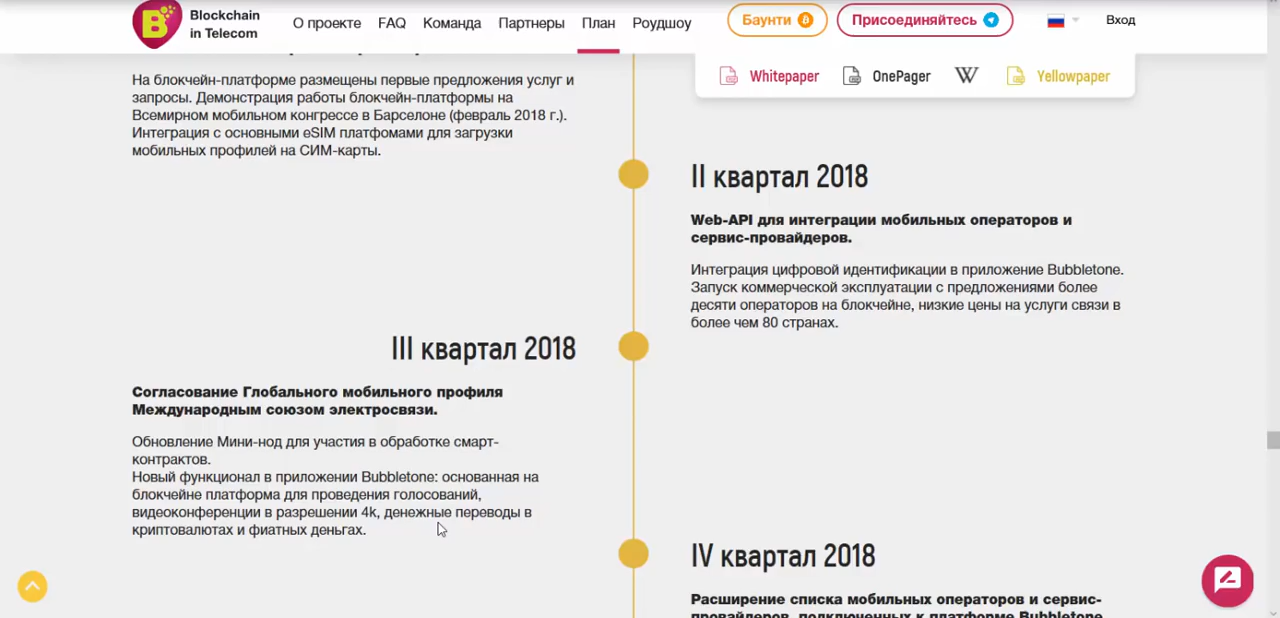 Blockchain
in Telecom
О проекте
FAQ
Команда
Партнеры
План
Роудшоу
Баунти
Присоединяйтесь
Вход
Whitepaper
OnePager
W
Yellowpaper
На блокчейн-платформе размещены первые предложения услуг и
запросы. Демонстрация работы блокчейн-платформы на
Всемирном мобильном конгрессе в Барселоне (февраль 2018 г.).
Интеграция с основными eSIM платфомами для загрузки
мобильных профилей на СИМ-карты.
II квартал 2018
Web-API для интеграции мобильных операторов и
сервис-провайдеров.
Интеграция цифровой идентификации в приложение Bubbletone.
Запуск коммерческой эксплуатации с предложениями более
десяти операторов на блокчейне, низкие цены на услуги связи в
более чем 80 странах.
III квартал 2018
Согласование Глобального мобильного профиля
Международным союзом электросвязи.
Обновление Мини-нод для участия в обработке смарт-
контрактов.
Новый функционал в приложении Bubbletone: основанная на
блокчейне платформа для проведения голосований,
видеоконференции в разрешении 4k, денежные переводы в
криптовалютах и фиатных деньгах.
IV квартал 2018
Расширение списка мобильных операторов и сервис-
провайдеров, подключенных к платформе Bubbletone